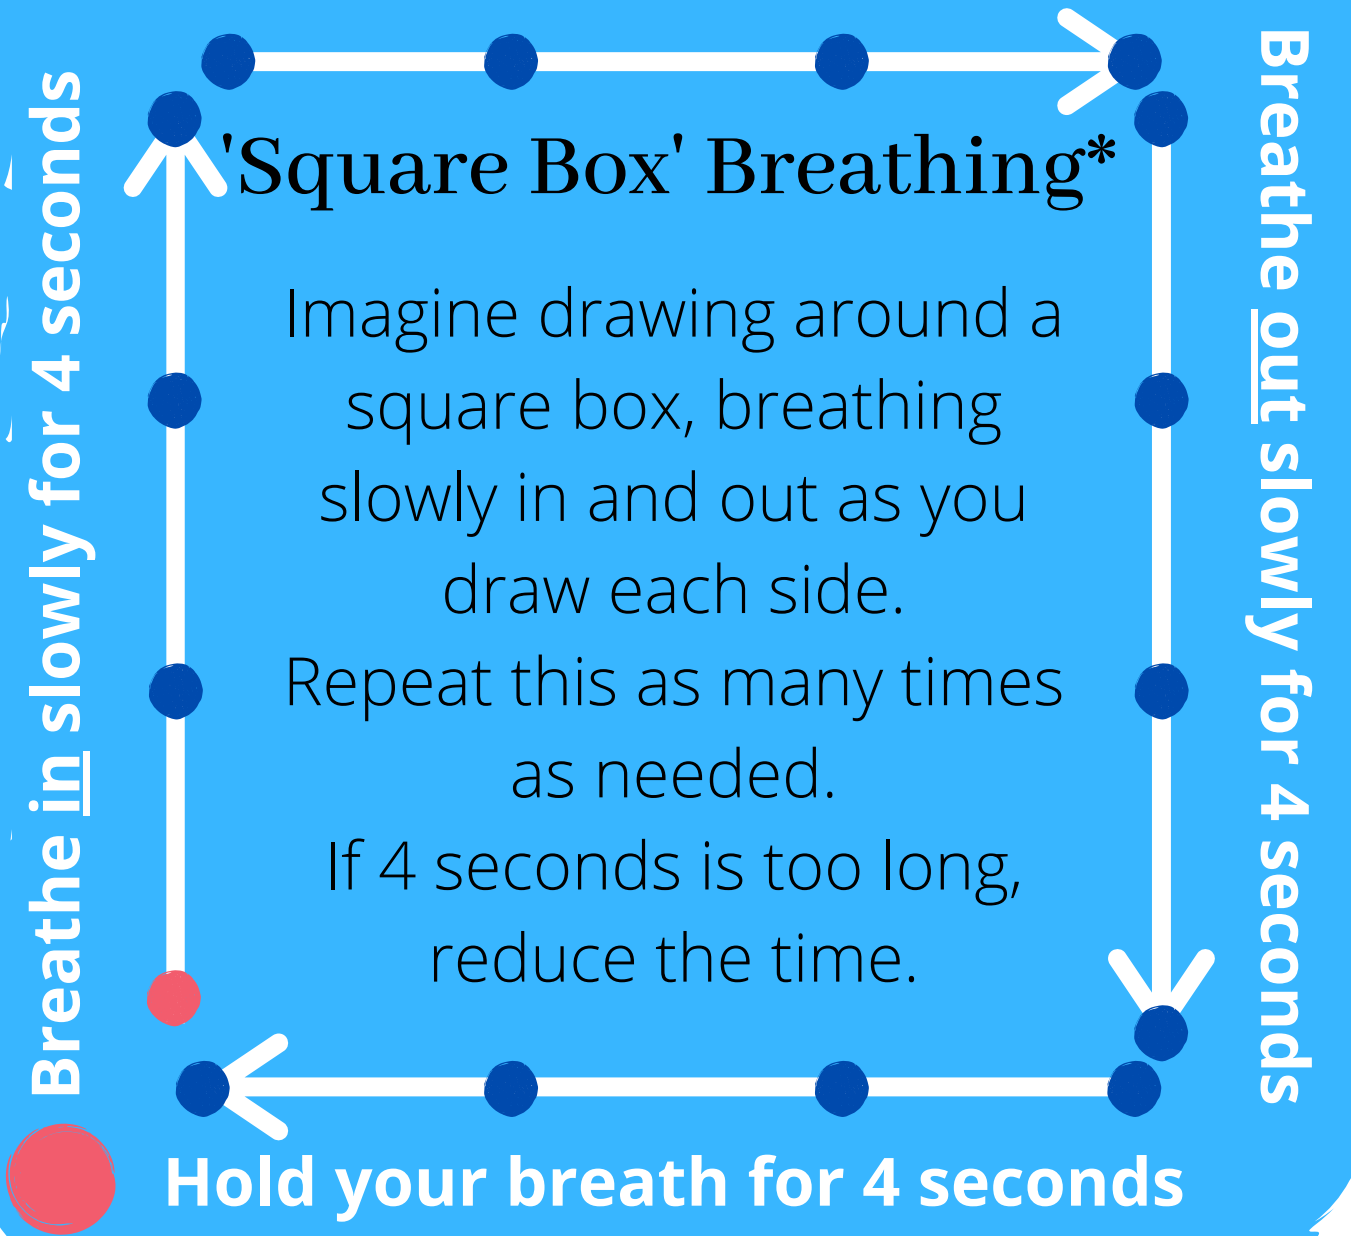 'Square Box' Breathing*
Imagine drawing around a
square box, breathing
slowly in and out as you
draw each side.
Repeat this as many times
as needed.
If 4 seconds is too long,
reduce the time.
Breathe in slowly for 4 seconds
Breathe out slowly for 4 seconds
Hold your breath for 4 seconds